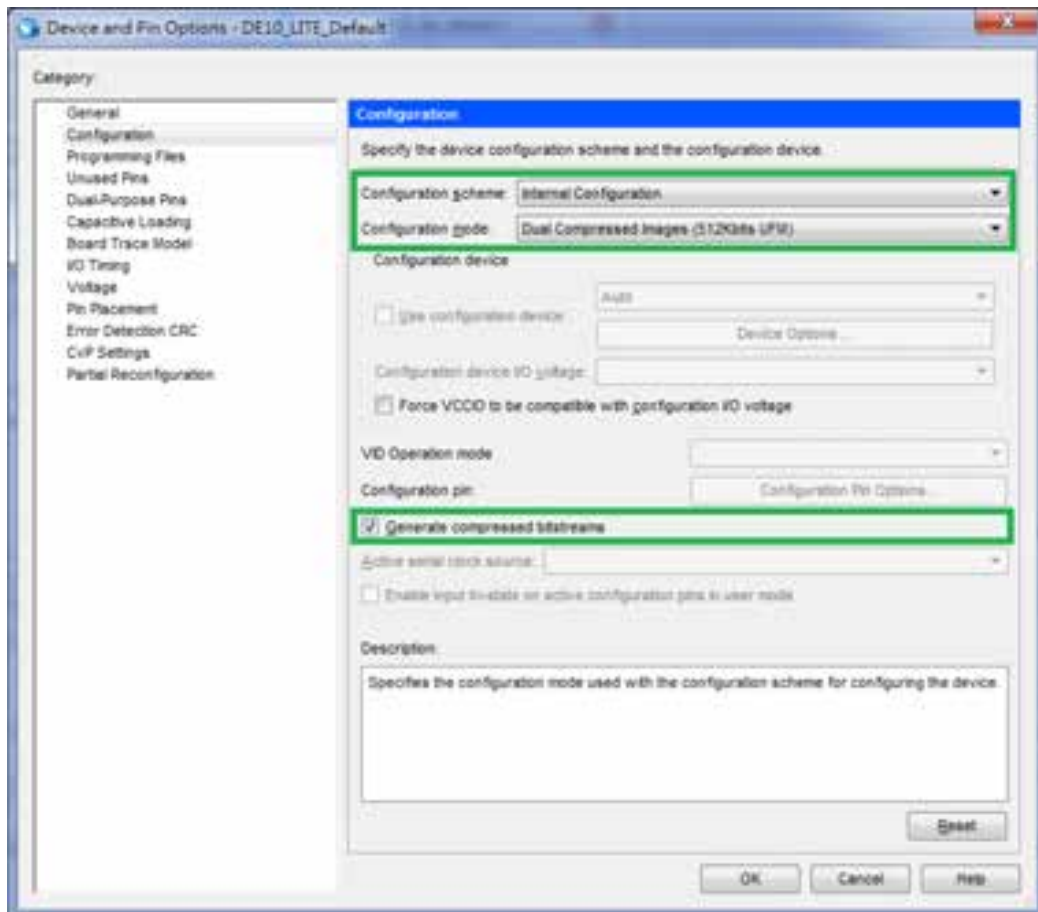 Device and Pin Options - DE10_LITE_Default
Category:
General
Configuration
Programming Files
Unused Pins
Dual-Purpose Pins
Capacitive Loading
Board Trace Model
I/O Timing
Voltage
Pin Placement
Error Detection CRC
CvP Settings
Partial Reconfiguration
Configuration
Specify the device configuration scheme and the configuration device.
Configuration scheme: Internal Configuration
Configuration mode: Dual Compressed Images (512Kbits UFM)
Configuration device
Auto
Use configuration device:
Device Options ...
Configuration device I/O voltage:
Force VCCIO to be compatible with configuration I/O voltage
VID Operation mode
Configuration pin:
Configuration Pin Options ...
Generate compressed bitstreams
Active serial clock source:
Enable input tri-state on active configuration pins in user mode
Description:
Specifies the configuration mode used with the configuration scheme for configuring the device.
Reset
OK
Cancel
Help